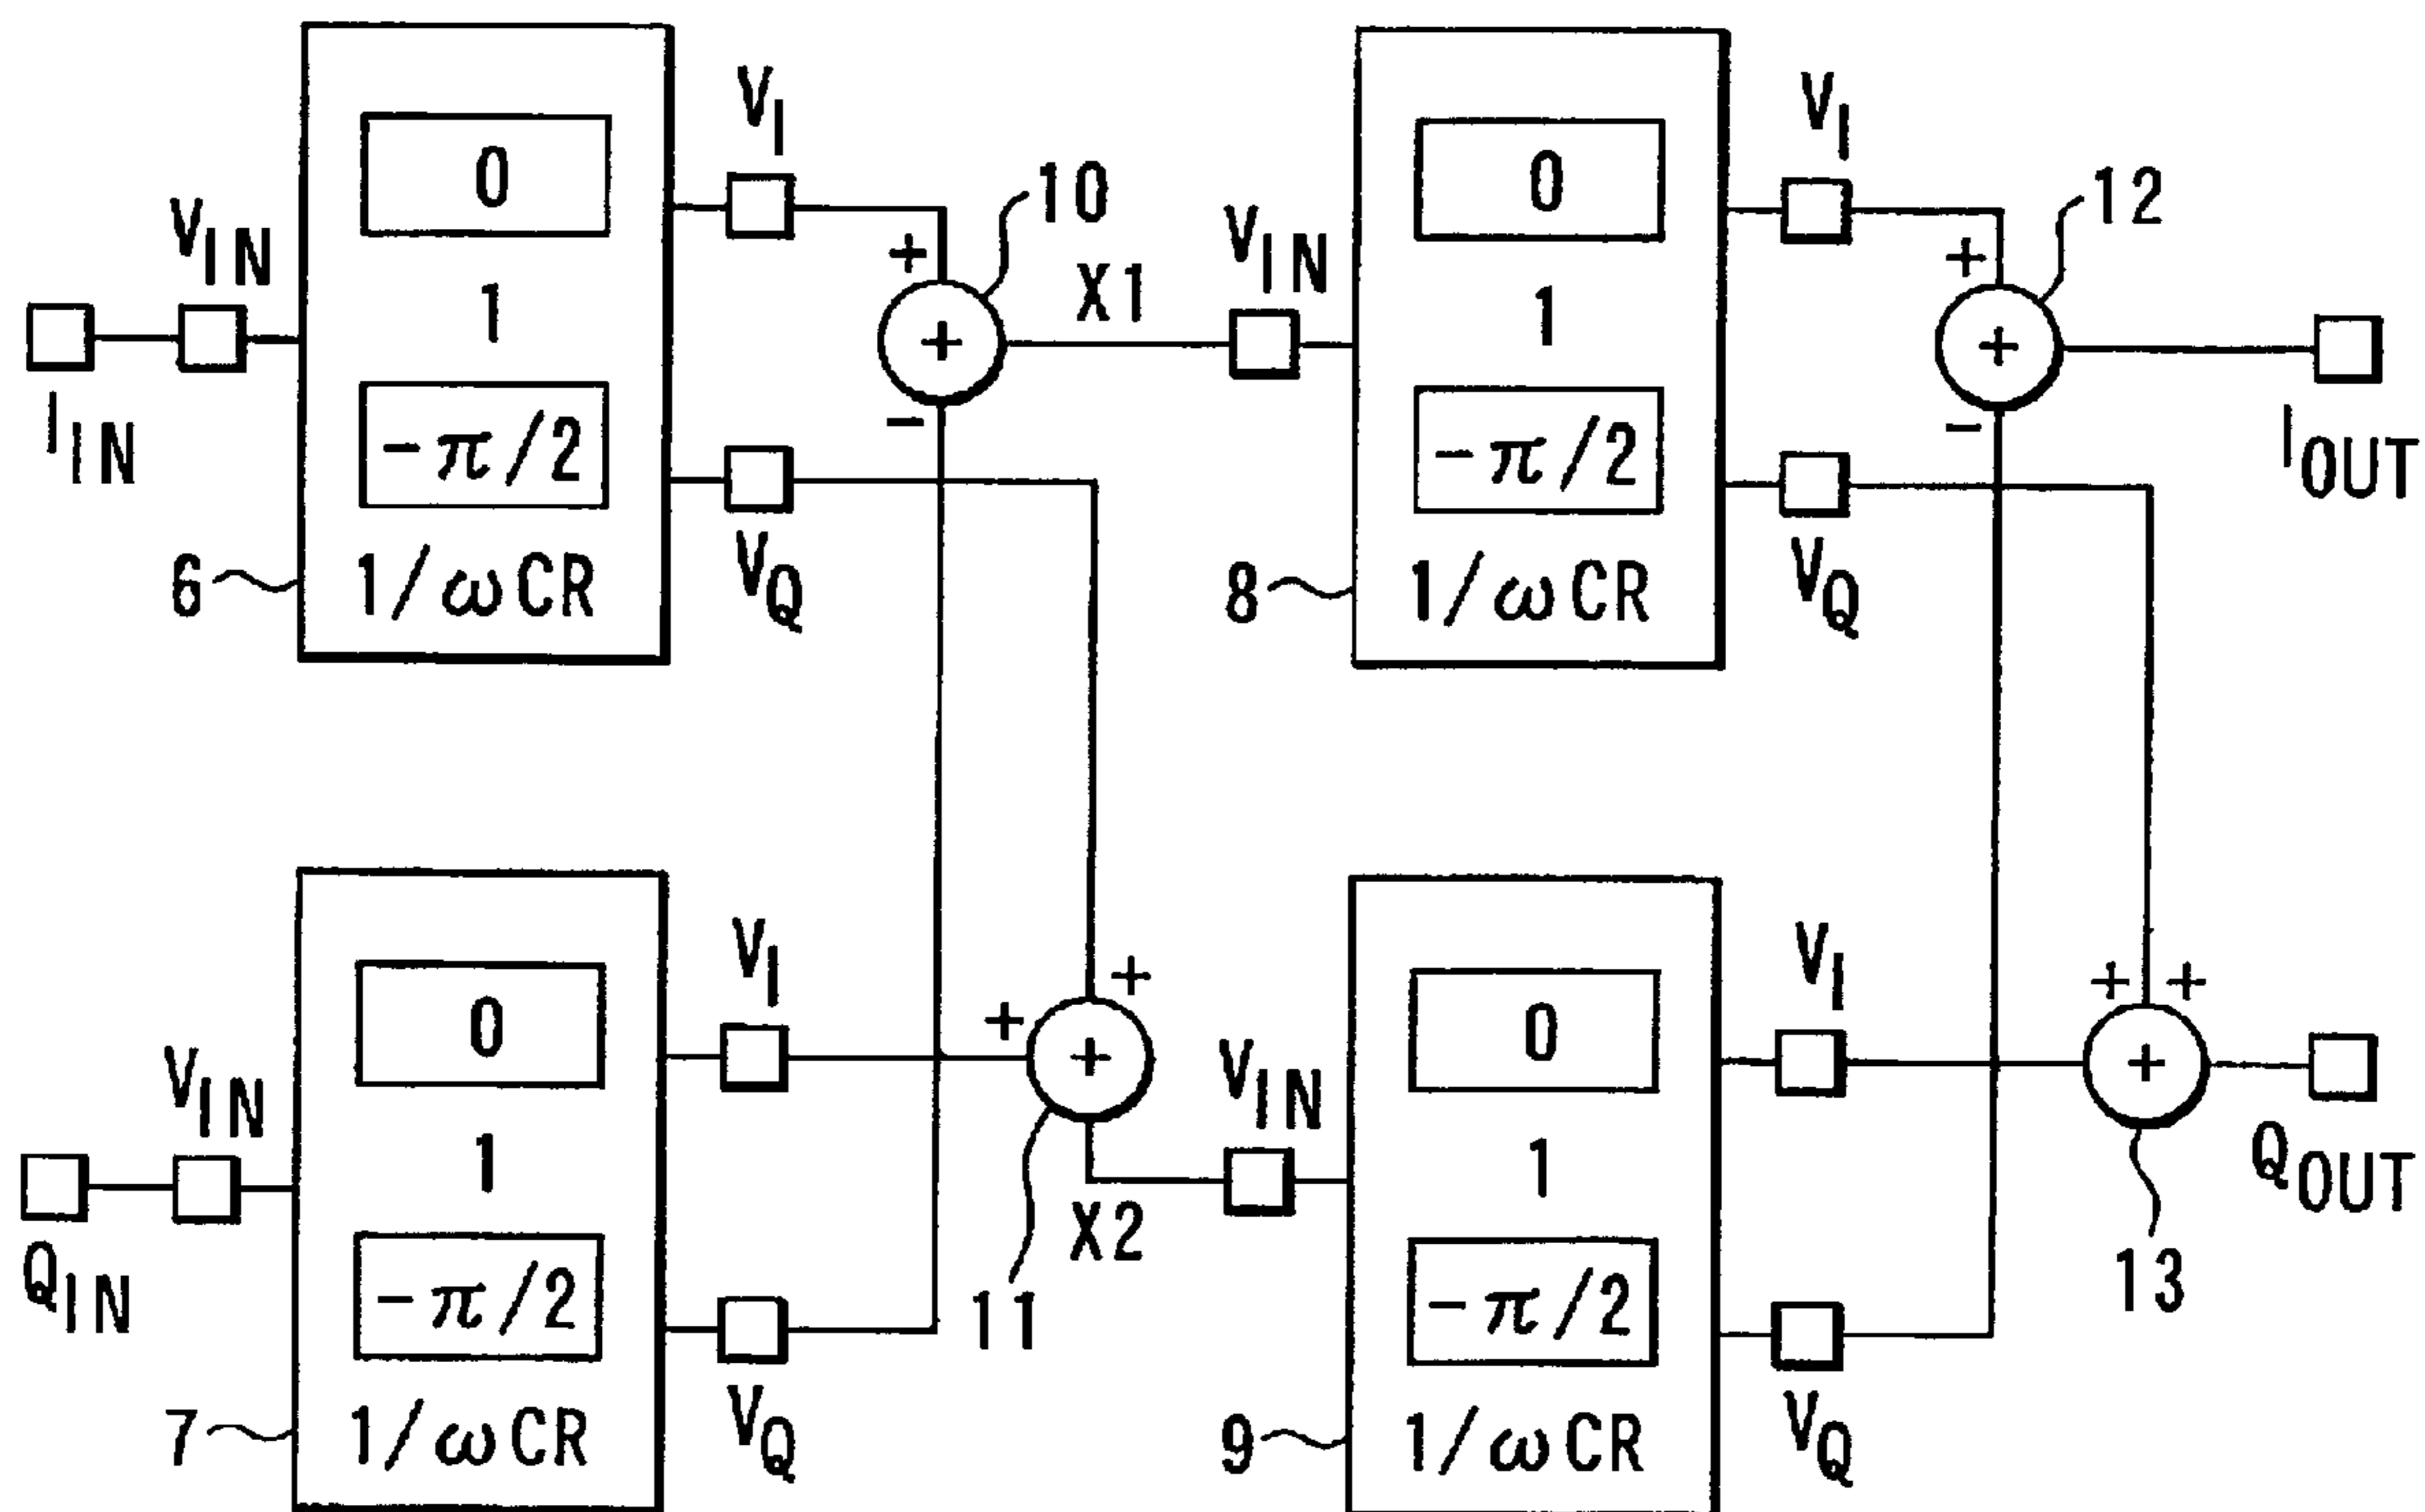 I_IN
V_IN
0
1
-π/2
1/ωCR
6
V_I
V_Q
+
-
+
10
X1
V_IN
0
1
-π/2
1/ωCR
8
V_I
V_Q
+
-
+
12
I_OUT
Q_IN
V_IN
0
1
-π/2
1/ωCR
7
V_I
V_Q
+
+
+
11
X2
V_IN
0
1
-π/2
1/ωCR
9
V_I
V_Q
+
+
+
13
Q_OUT